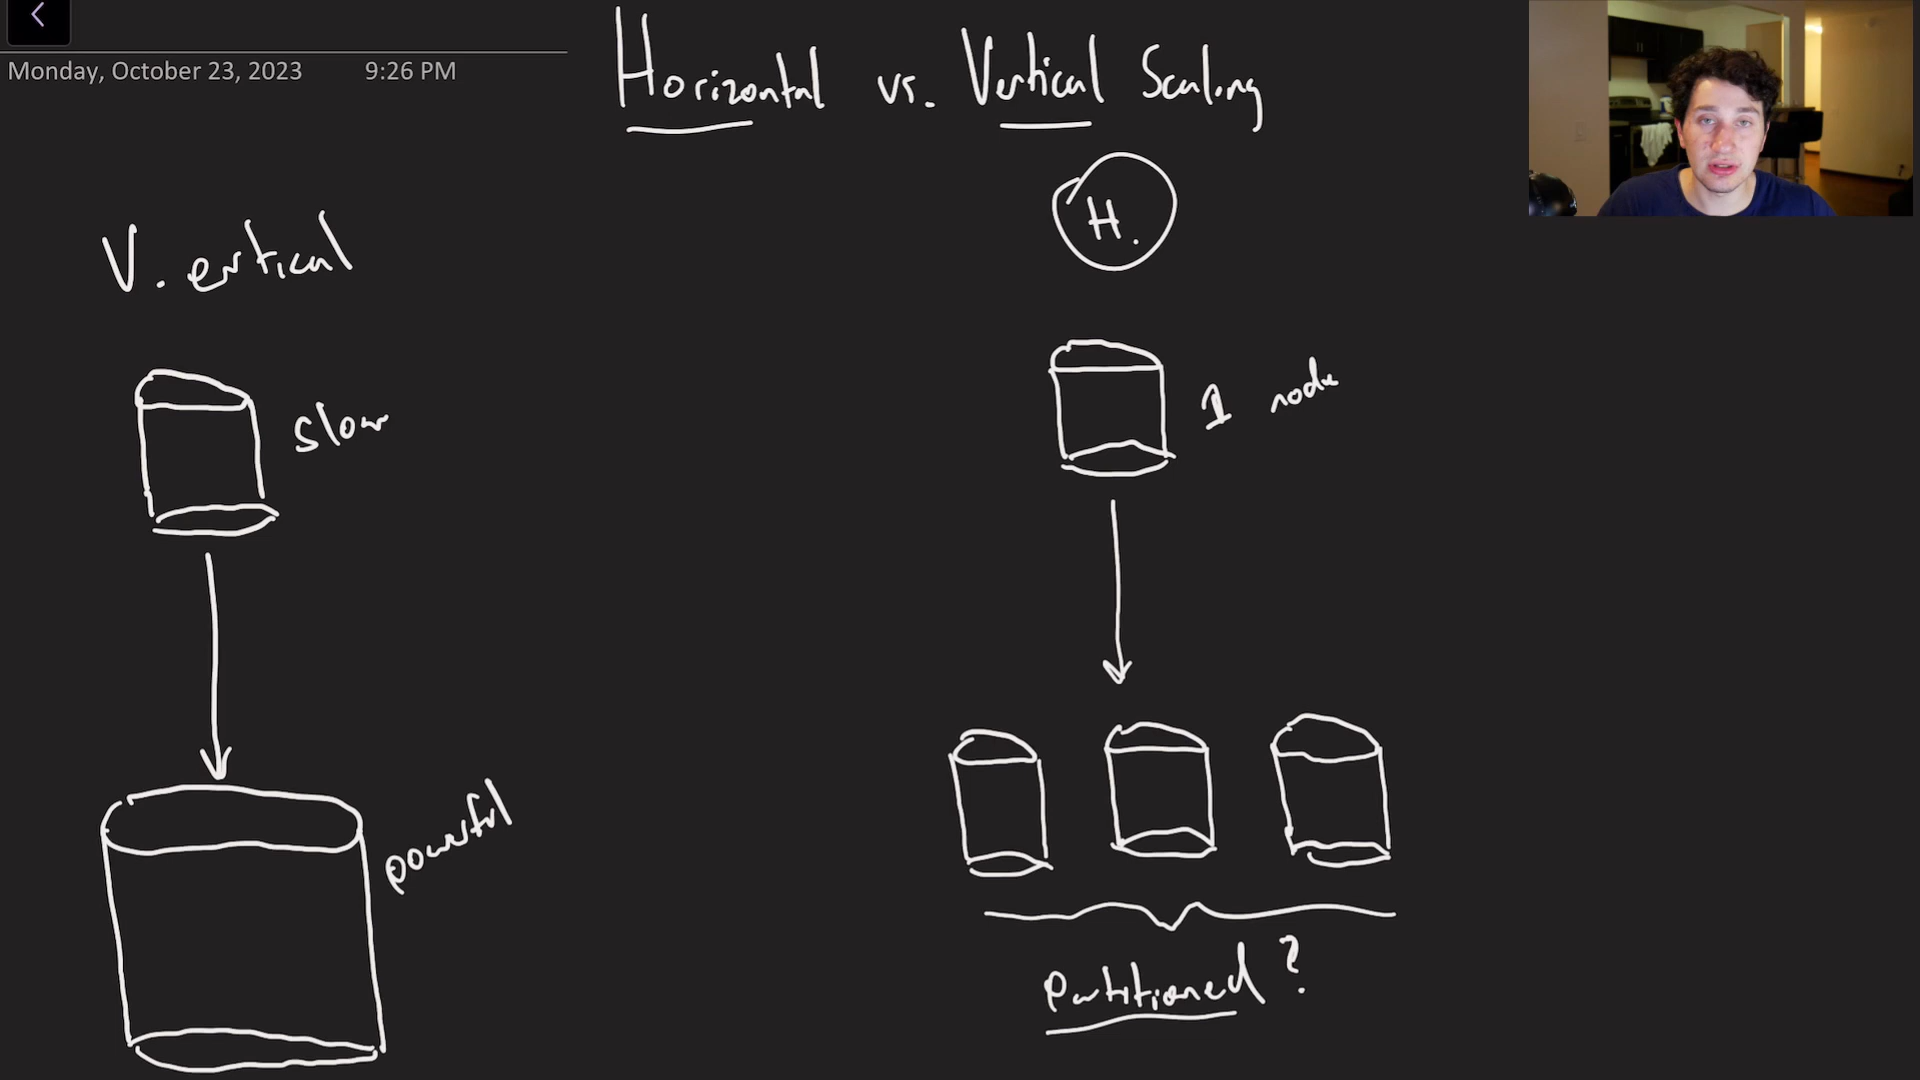 Monday, October 23, 2023 9:26 PM
Horizontal vs. Vertical Scaling
V. ertical
H.
slow
1 node
powerful
Partitioned?